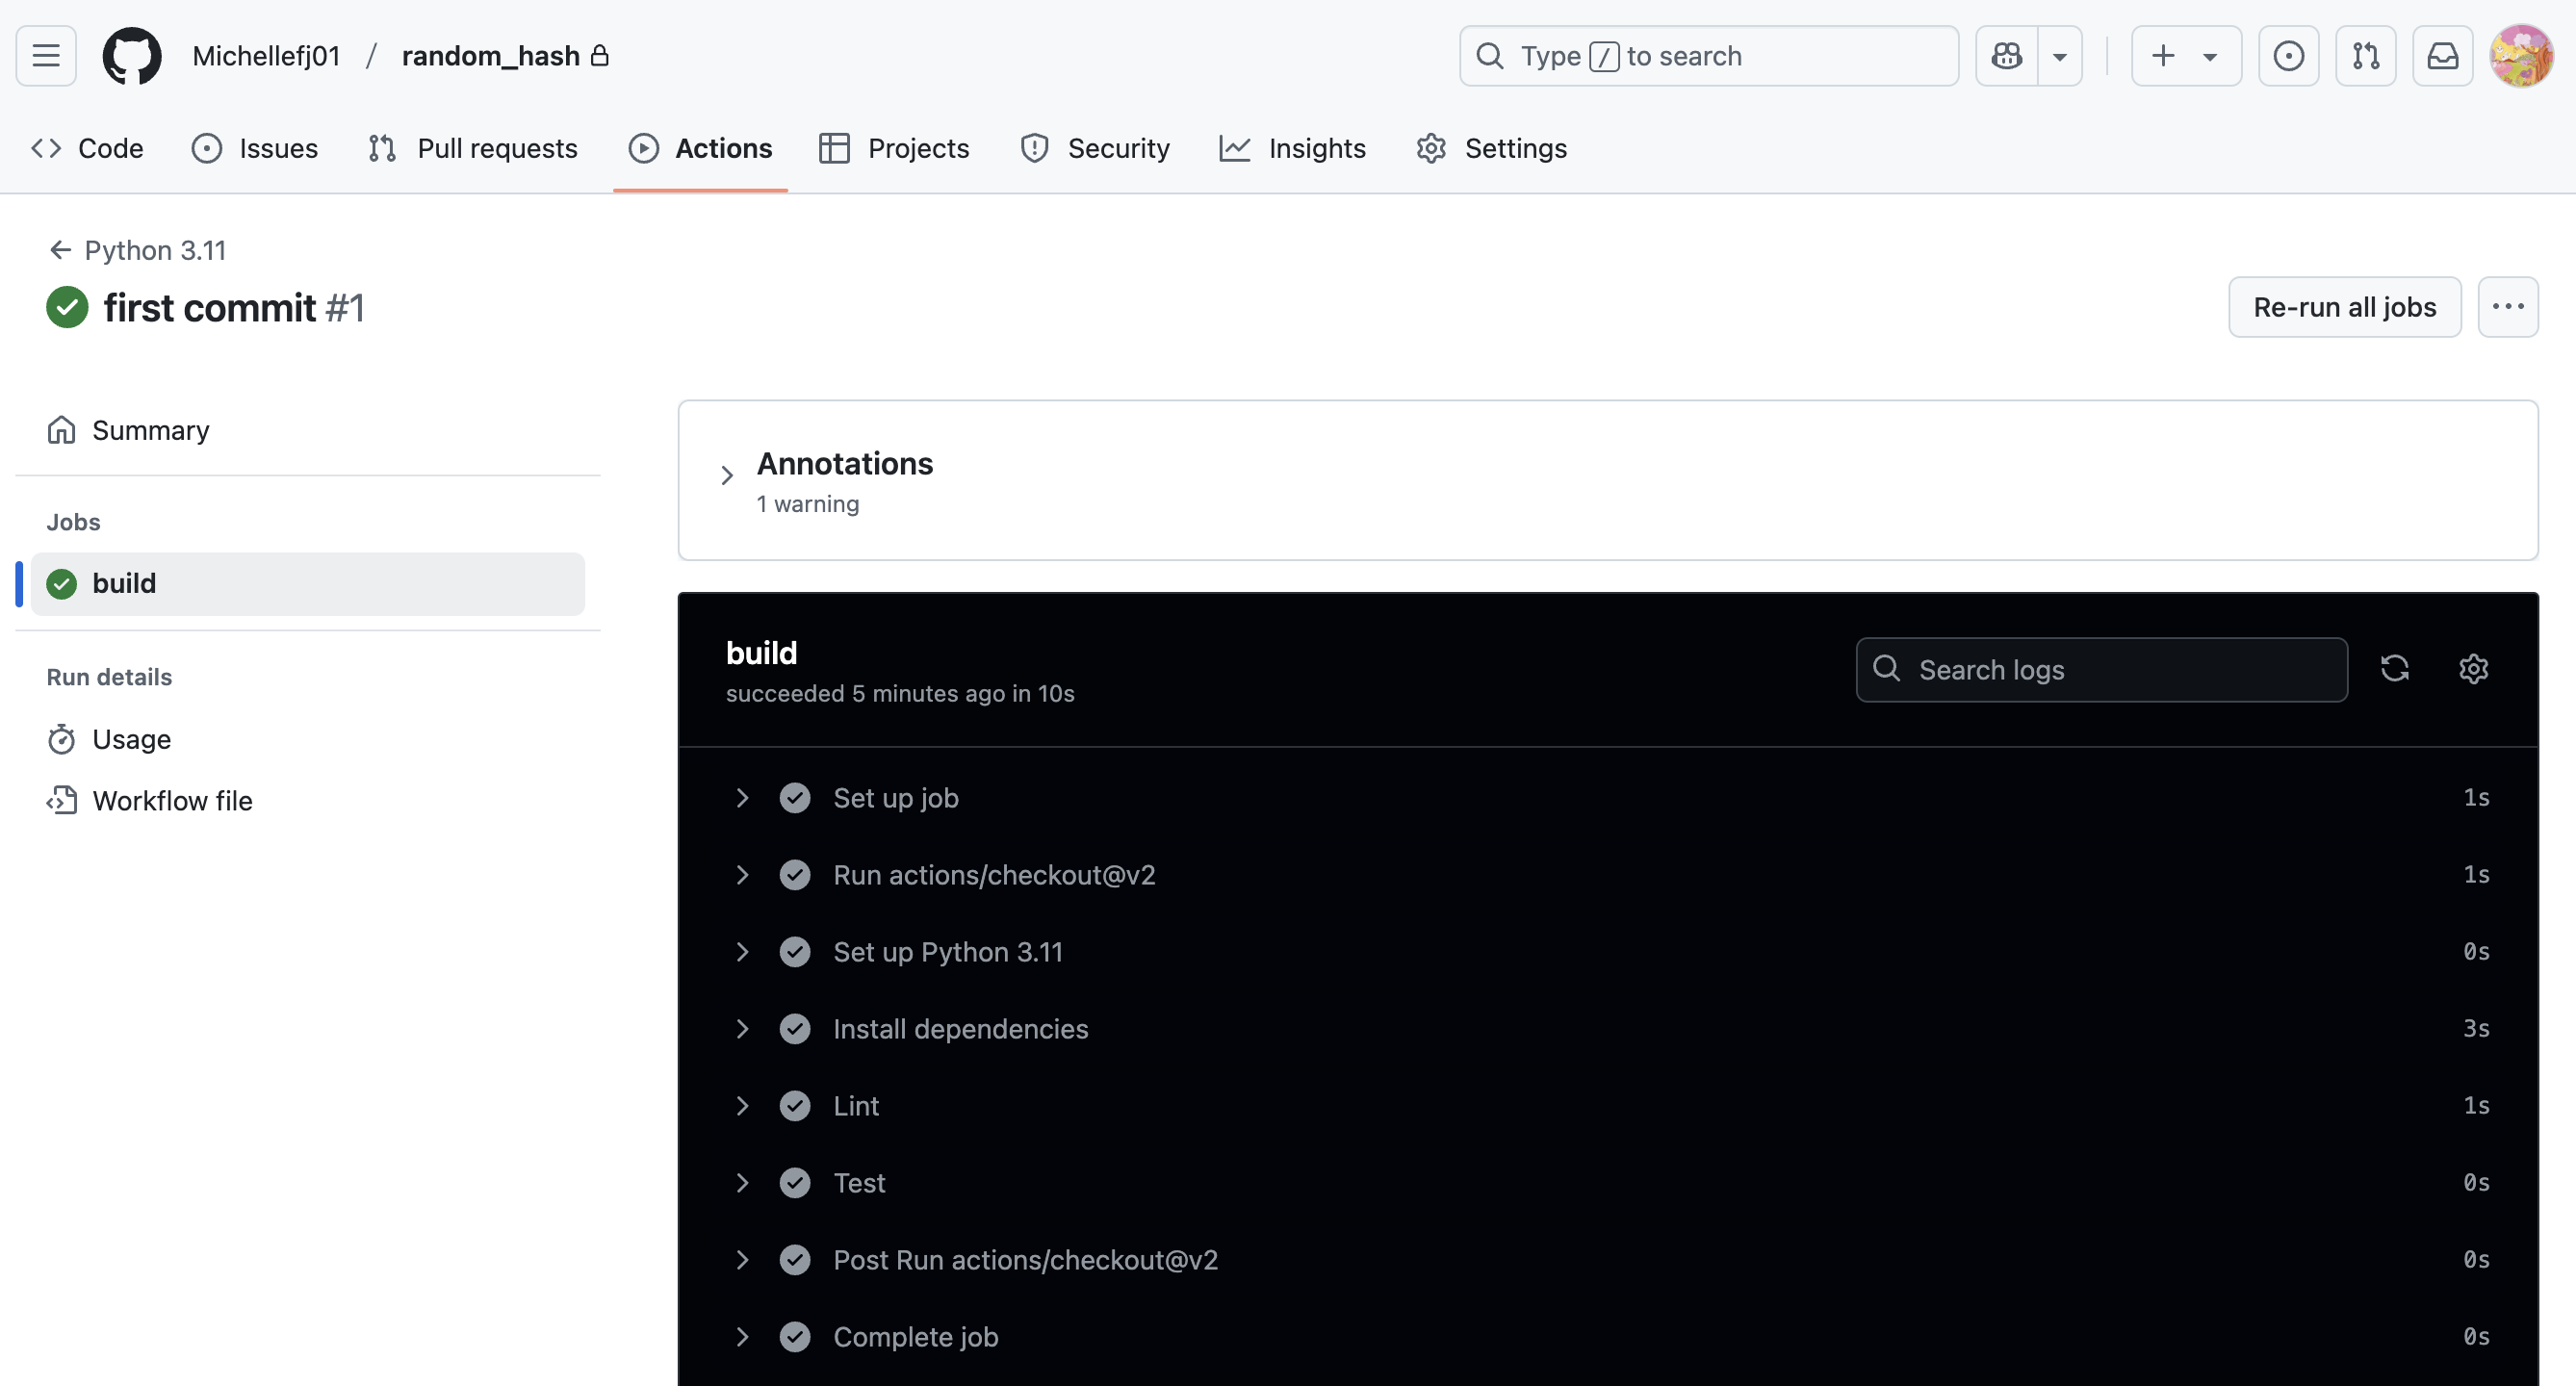 Michellefj01 / random_hash
Type / to search
Code Issues Pull requests Actions Projects Security Insights Settings
Python 3.11
first commit #1
Re-run all jobs
Summary
Jobs
build
Run details
Usage
Workflow file
Annotations
1 warning
build
succeeded 5 minutes ago in 10s
Search logs
Set up job 1s
Run actions/checkout@v2 1s
Set up Python 3.11 0s
Install dependencies 3s
Lint 1s
Test 0s
Post Run actions/checkout@v2 0s
Complete job 0s